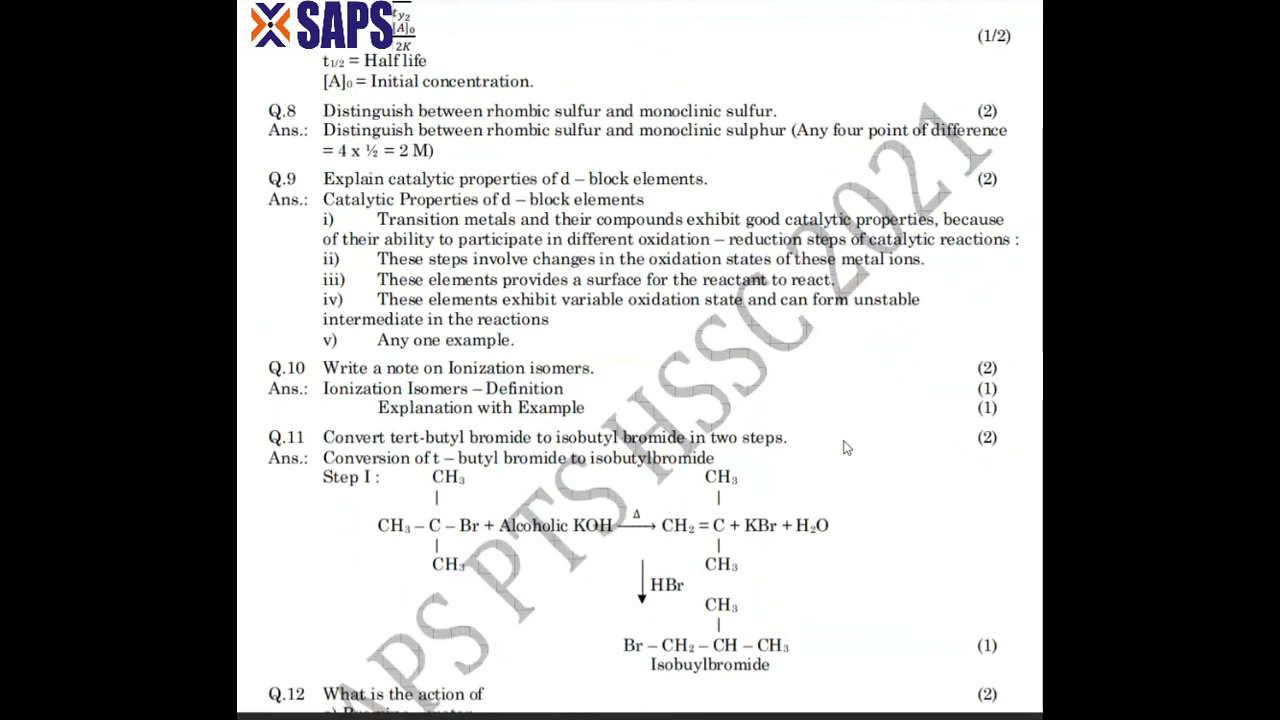 SAPS
t1/2
[A]0
2K
(1/2)
t1/2 = Half life
[A]0 = Initial concentration.
Q.8 Distinguish between rhombic sulfur and monoclinic sulfur. (2)
Ans.: Distinguish between rhombic sulfur and monoclinic sulphur (Any four point of difference
= 4 x ½ = 2 M)
Q.9 Explain catalytic properties of d – block elements. (2)
Ans.: Catalytic Properties of d – block elements
i) Transition metals and their compounds exhibit good catalytic properties, because
of their ability to participate in different oxidation – reduction steps of catalytic reactions :
ii) These steps involve changes in the oxidation states of these metal ions.
iii) These elements provides a surface for the reactant to react.
iv) These elements exhibit variable oxidation state and can form unstable
intermediate in the reactions
v) Any one example.
Q.10 Write a note on Ionization isomers. (2)
Ans.: Ionization Isomers – Definition (1)
Explanation with Example (1)
Q.11 Convert tert-butyl bromide to isobutyl bromide in two steps. (2)
Ans.: Conversion of t – butyl bromide to isobutylbromide
Step I : CH3 CH3
| |
CH3 – C – Br + Alcoholic KOH Δ → CH2 = C + KBr + H2O
| |
CH3 CH3
↓ HBr
CH3
|
Br – CH2 – CH – CH3 (1)
Isobuylbromide
Q.12 What is the action of (2)
APS PTS HSSC 2021